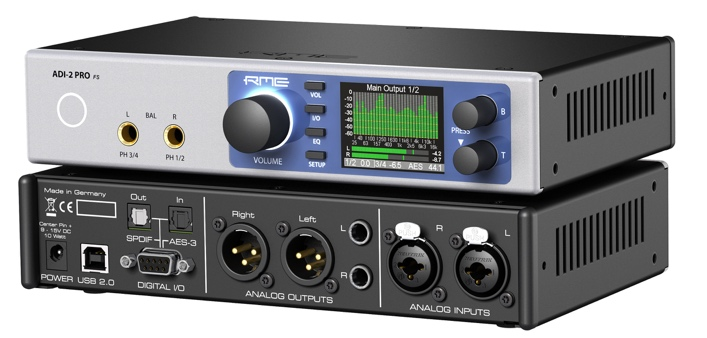 ADI-2 PRO FS
L BAL R
PH 3/4 PH 1/2
RME
VOLUME
VOL
I/O
EQ
SETUP
Main Output 1/2
0
-10
-20
-30
-40
-50
-60
L
R
-4.2
-8.7
1/2 0.0 3/4 -6.5 AES 44.1
PRESS
B
T
Made in Germany
CE
Center Pin +
9 - 15V DC
10 Watt
Out In
SPDIF AES-3
POWER USB 2.0 DIGITAL I/O
Right Left
L
R
ANALOG OUTPUTS
R L
ANALOG INPUTS